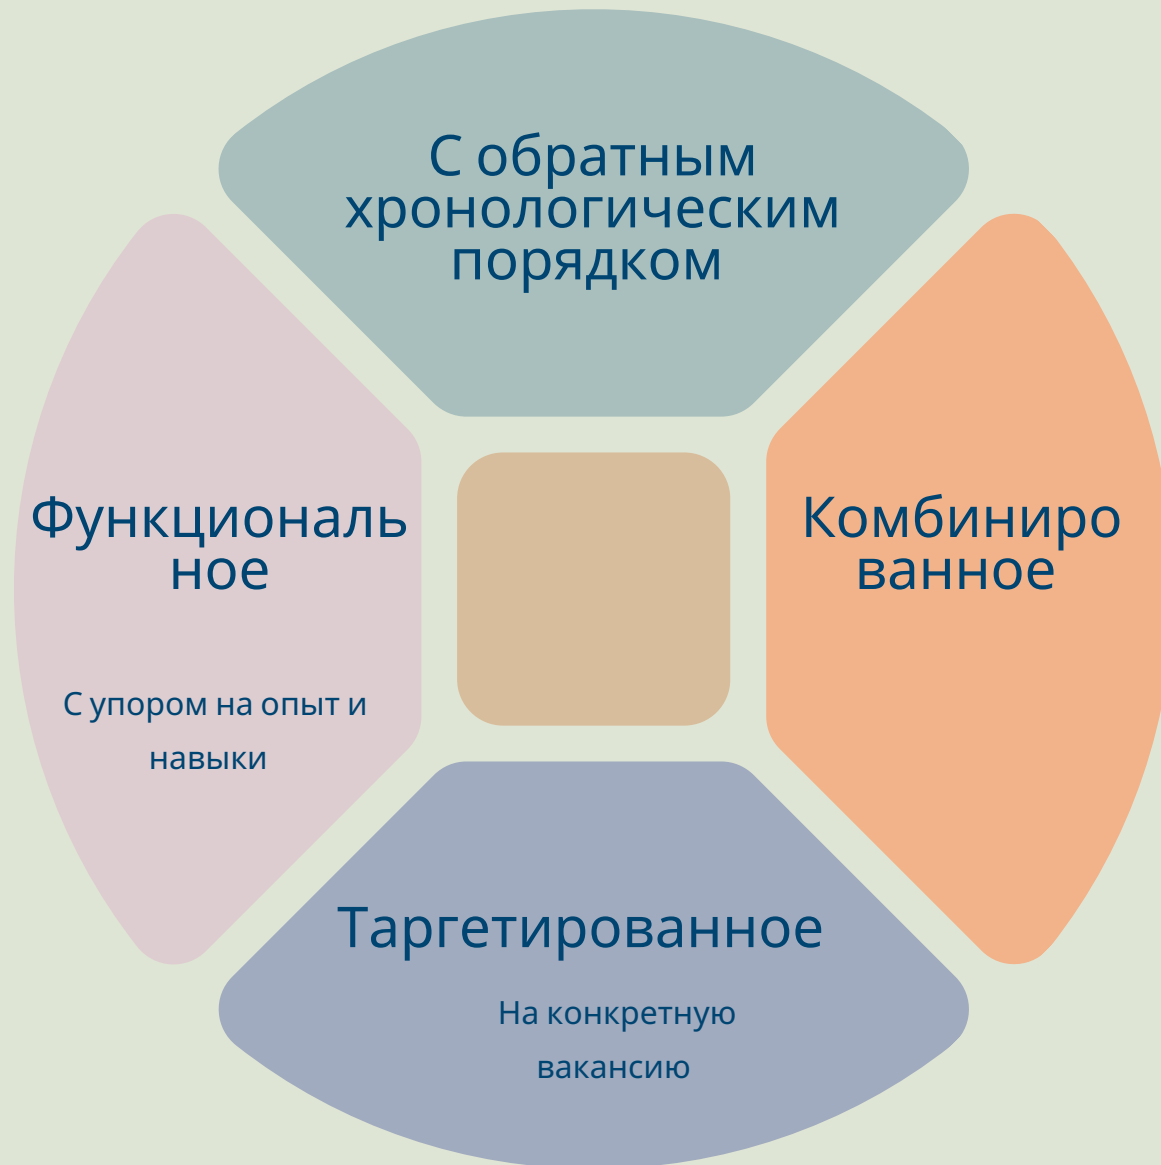 С обратным
хронологическим
порядком
Функциональ
ное
С упором на опыт и
навыки
Комбиниро
ванное
Таргетированное
На конкретную
вакансию